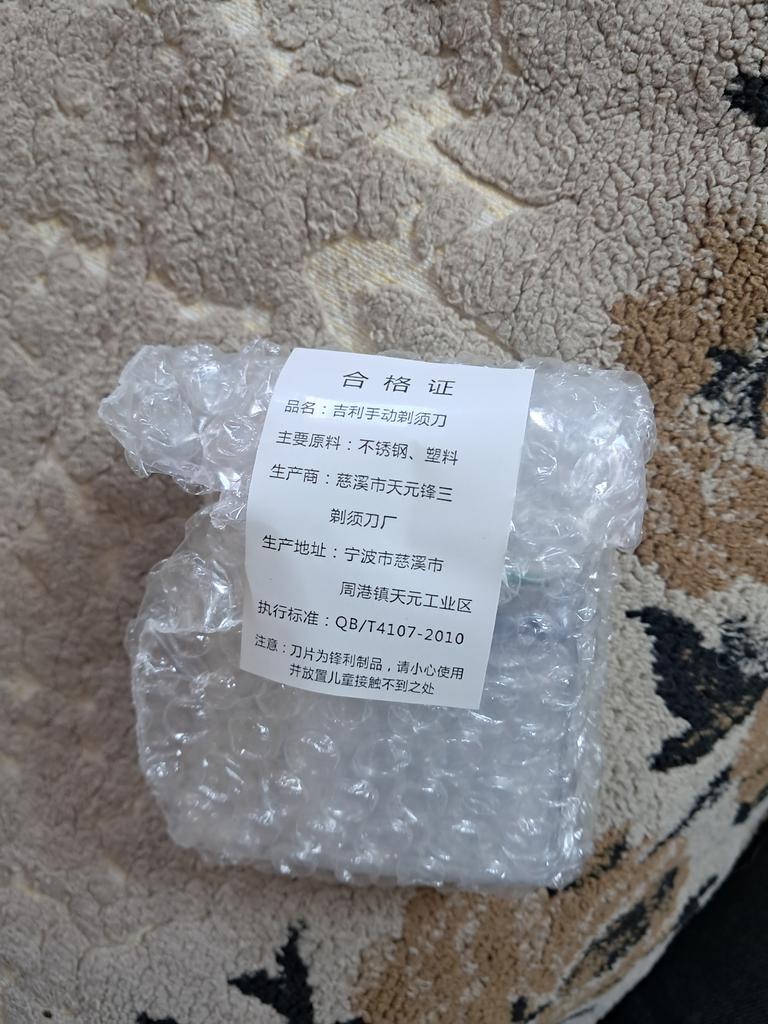 合格证
品名：吉利手动剃须刀
主要原料：不锈钢、塑料
生产商：慈溪市天元锋三
剃须刀厂
生产地址：宁波市慈溪市
周港镇天元工业区
执行标准：QB/T4107-2010
注意：刀片为锋利制品，请小心使用
并放置儿童接触不到之处